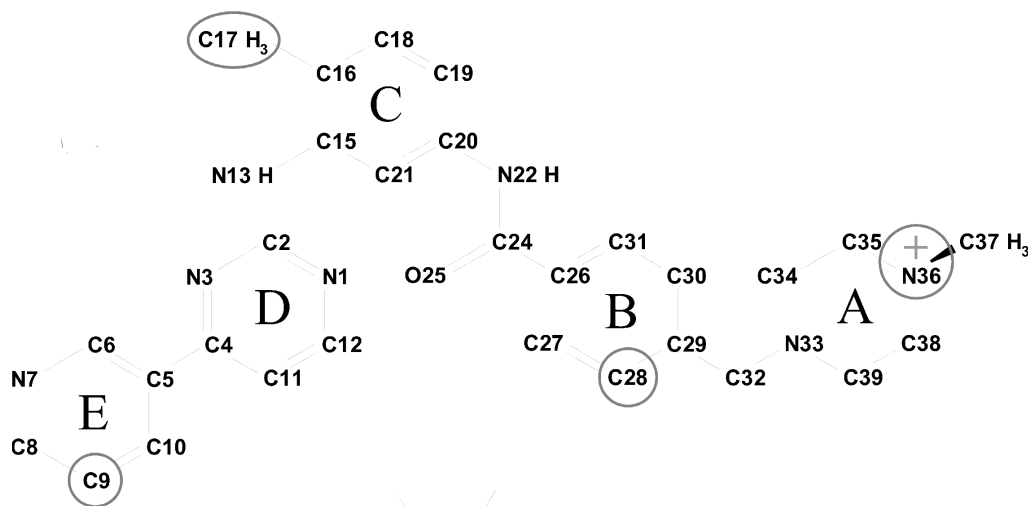 C17 H3 C18
C16 C19
C
C15 C20
N13 H C21 N22 H
C2 C24 C31 C35 + C37 H3
N3 N1 O25 C26 C30 C34 N36
D B A
C6 C4 C12 C27 C29 N33 C38
N7 C5 C11 C28 C32 C39
E
C8 C10
C9